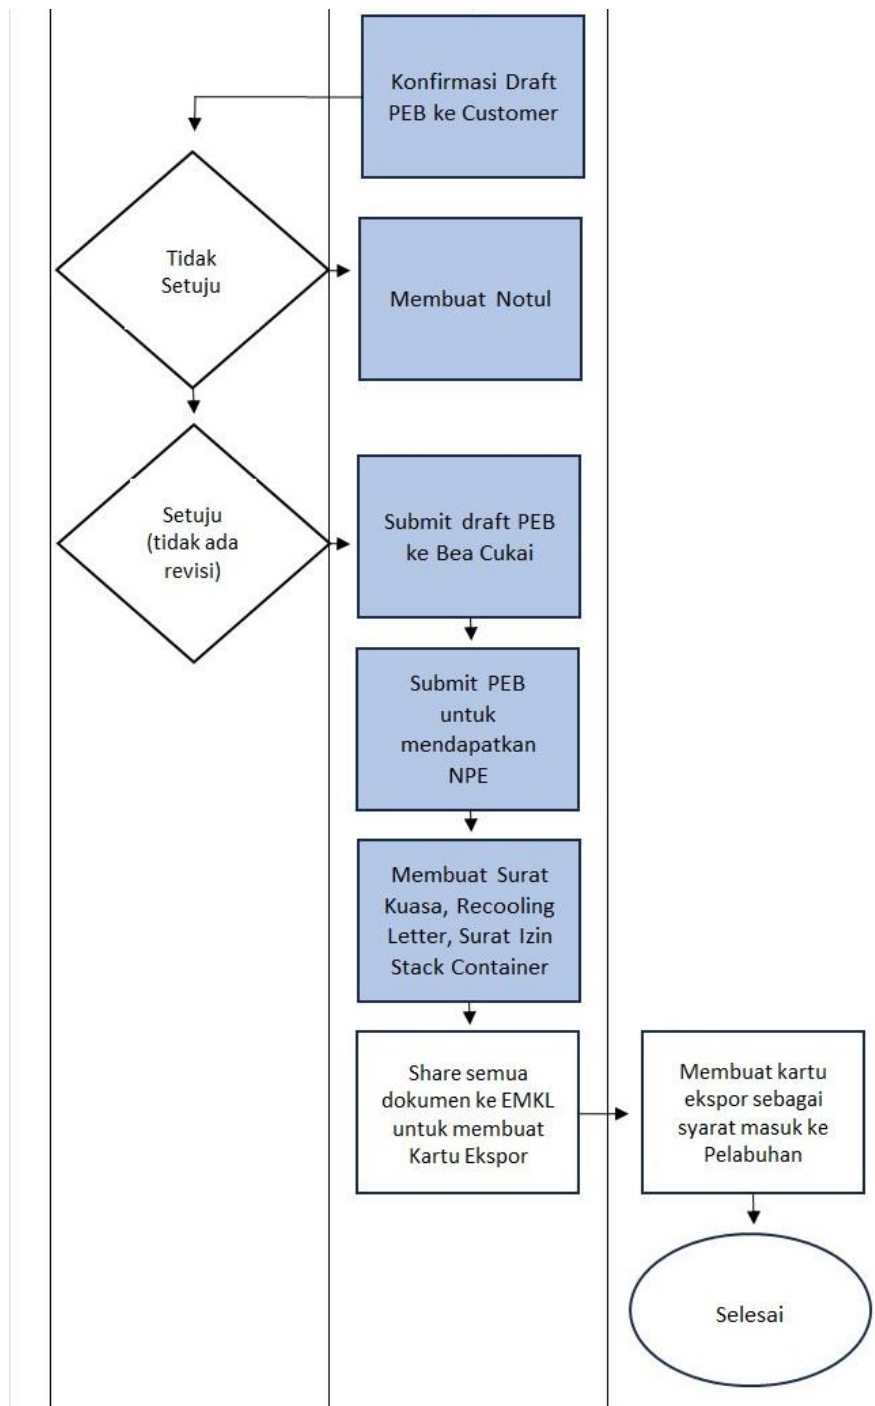 Konfirmasi Draft
PEB ke Customer
Tidak
Setuju
Membuat Notul
Setuju
(tidak ada
revisi)
Submit draft PEB
ke Bea Cukai
Submit PEB
untuk
mendapatkan
NPE
Membuat Surat
Kuasa, Recooling
Letter, Surat Izin
Stack Container
Share semua
dokumen ke EMKL
untuk membuat
Kartu Ekspor
Membuat kartu
ekspor sebagai
syarat masuk ke
Pelabuhan
Selesai